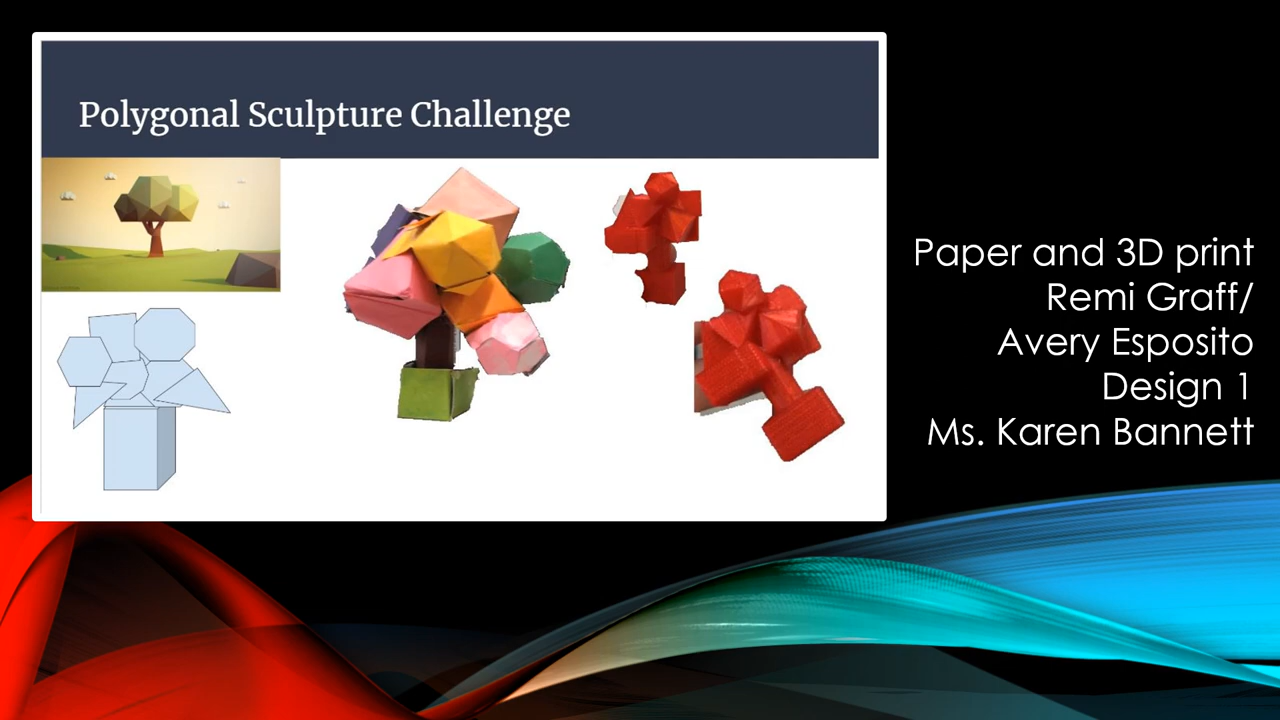 Polygonal Sculpture Challenge
Paper and 3D print
Remi Graff/
Avery Esposito
Design 1
Ms. Karen Bannett